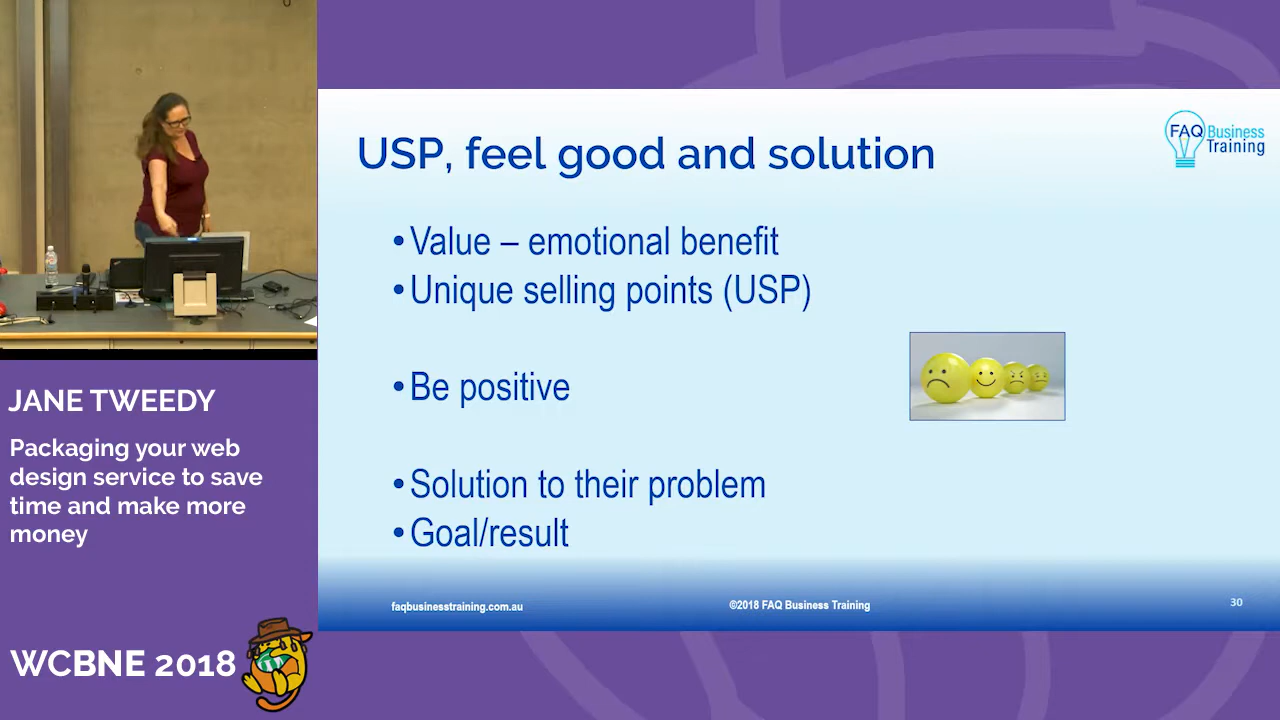 JANE TWEEDY
Packaging your web
design service to save
time and make more
money
WCBNE 2018
FAQ Business
Training
USP, feel good and solution
•Value – emotional benefit
•Unique selling points (USP)
•Be positive
•Solution to their problem
•Goal/result
faqbusinesstraining.com.au
©2018 FAQ Business Training
30